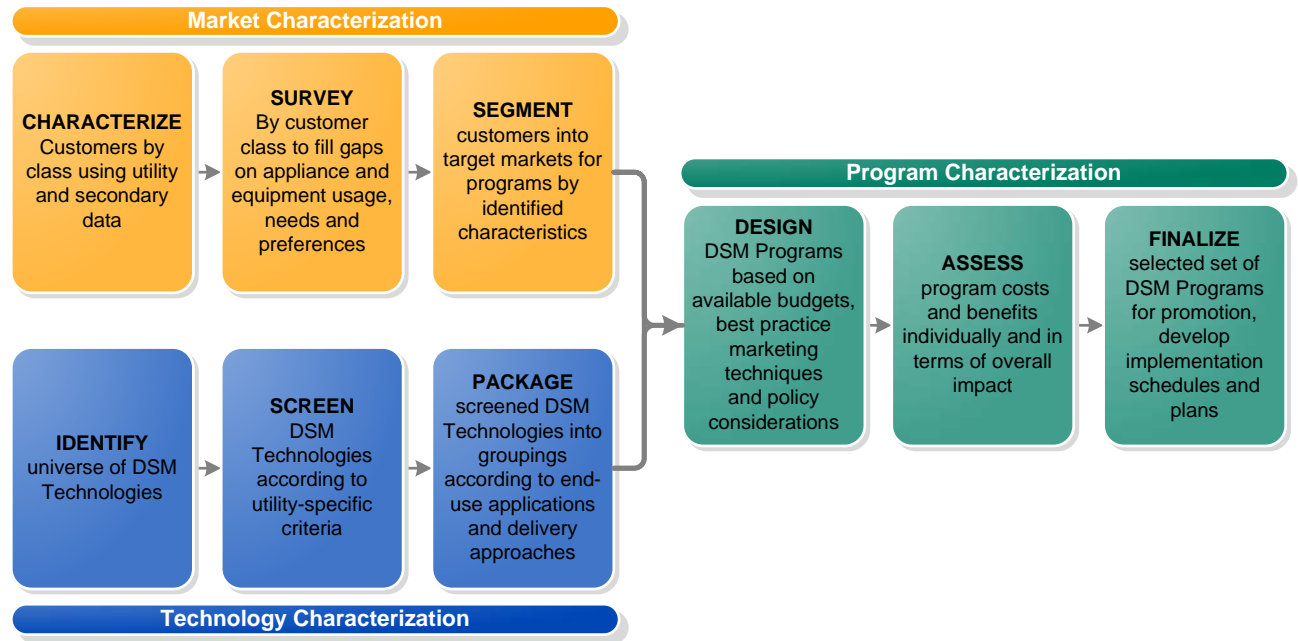 Market Characterization
CHARACTERIZE
Customers by
class using utility
and secondary
data
SURVEY
By customer
class to fill gaps
on appliance and
equipment usage,
needs and
preferences
SEGMENT
customers into
target markets for
programs by
identified
characteristics
IDENTIFY
universe of DSM
Technologies
SCREEN
DSM
Technologies
according to
utility-specific
criteria
PACKAGE
screened DSM
Technologies into
groupings
according to end-
use applications
and delivery
approaches
Technology Characterization
Program Characterization
DESIGN
DSM Programs
based on
available budgets,
best practice
marketing
techniques
and policy
considerations
ASSESS
program costs
and benefits
individually and in
terms of overall
impact
FINALIZE
selected set of
DSM Programs
for promotion,
develop
implementation
schedules and
plans